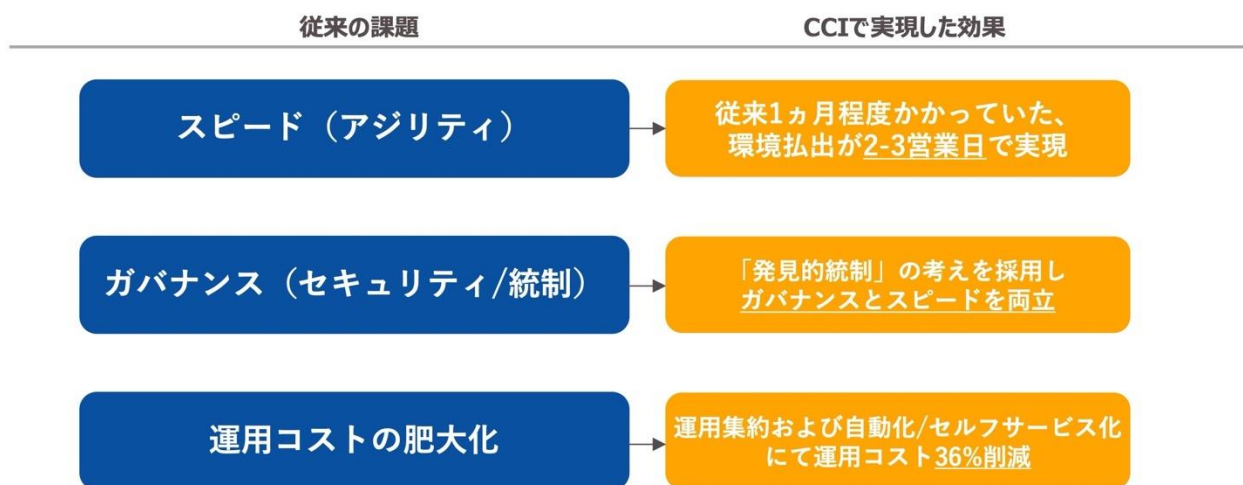 従来の課題
CCIで実現した効果
スピード（アジリティ）
従来1ヵ月程度かかっていた、
環境払出が2-3営業日で実現
ガバナンス（セキュリティ/統制）
「発見的統制」の考えを採用し
ガバナンスとスピードを両立
運用コストの肥大化
運用集約および自動化/セルフサービス化
にて運用コスト36%削減